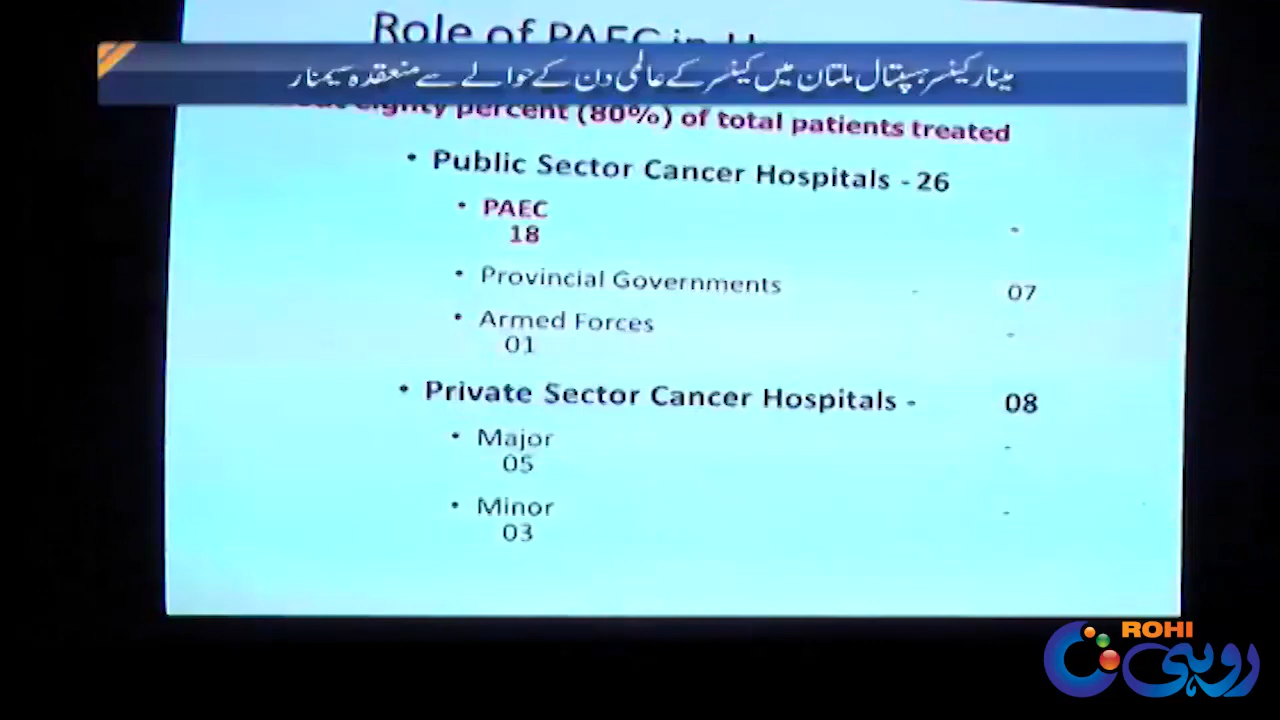 Role of PAEC in
مینار کینسر ہسپتال ملتان میں کینسر کے عالمی دن کے حوالے سے منعقدہ سیمنار
eighty percent (80%) of total patients treated
• Public Sector Cancer Hospitals - 26
• PAEC -
18
• Provincial Governments - 07
• Armed Forces -
01
• Private Sector Cancer Hospitals - 08
• Major -
05
• Minor -
03
ROHI
روہی